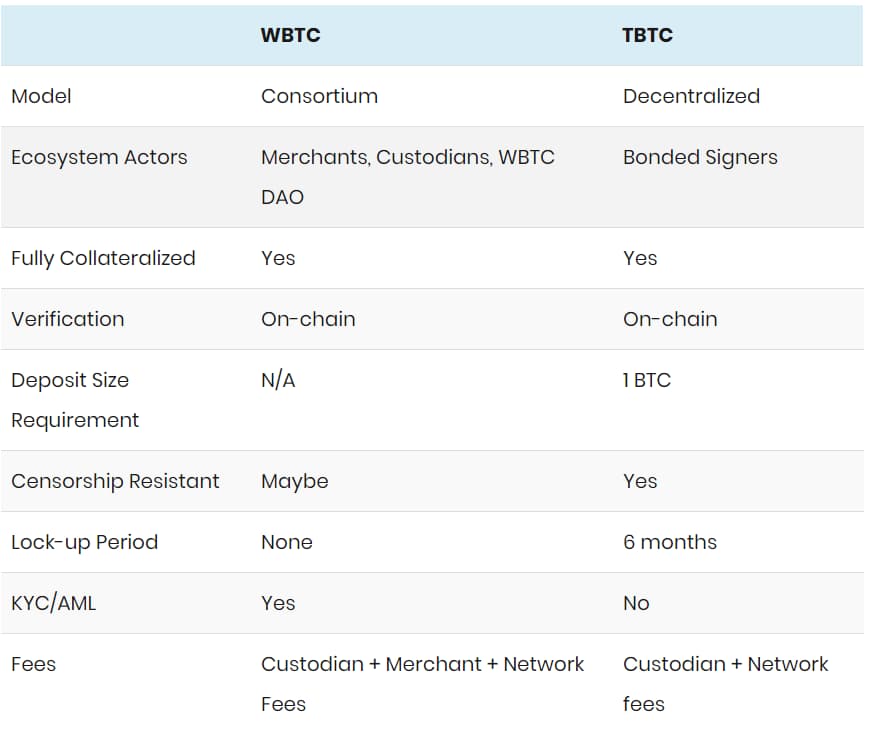 WBTC TBTC
Model Consortium Decentralized
Ecosystem Actors Merchants, Custodians, WBTC Bonded Signers
DAO
Fully Collateralized Yes Yes
Verification On-chain On-chain
Deposit Size N/A 1 BTC
Requirement
Censorship Resistant Maybe Yes
Lock-up Period None 6 months
KYC/AML Yes No
Fees Custodian + Merchant + Network Custodian + Network
Fees fees